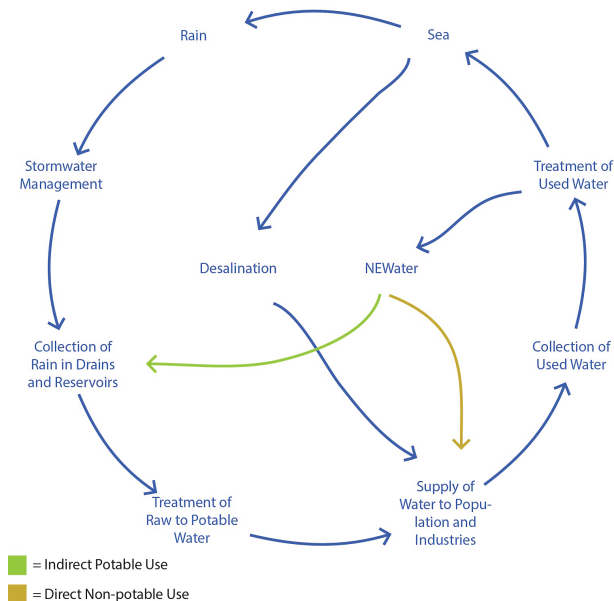 Rain
Sea
Stormwater
Management
Treatment of
Used Water
Desalination
NEWater
Collection of
Rain in Drains
and Reservoirs
Collection of
Used Water
Treatment of
Raw to Potable
Water
Supply of
Water to Popu-
lation and
Industries
= Indirect Potable Use
= Direct Non-potable Use